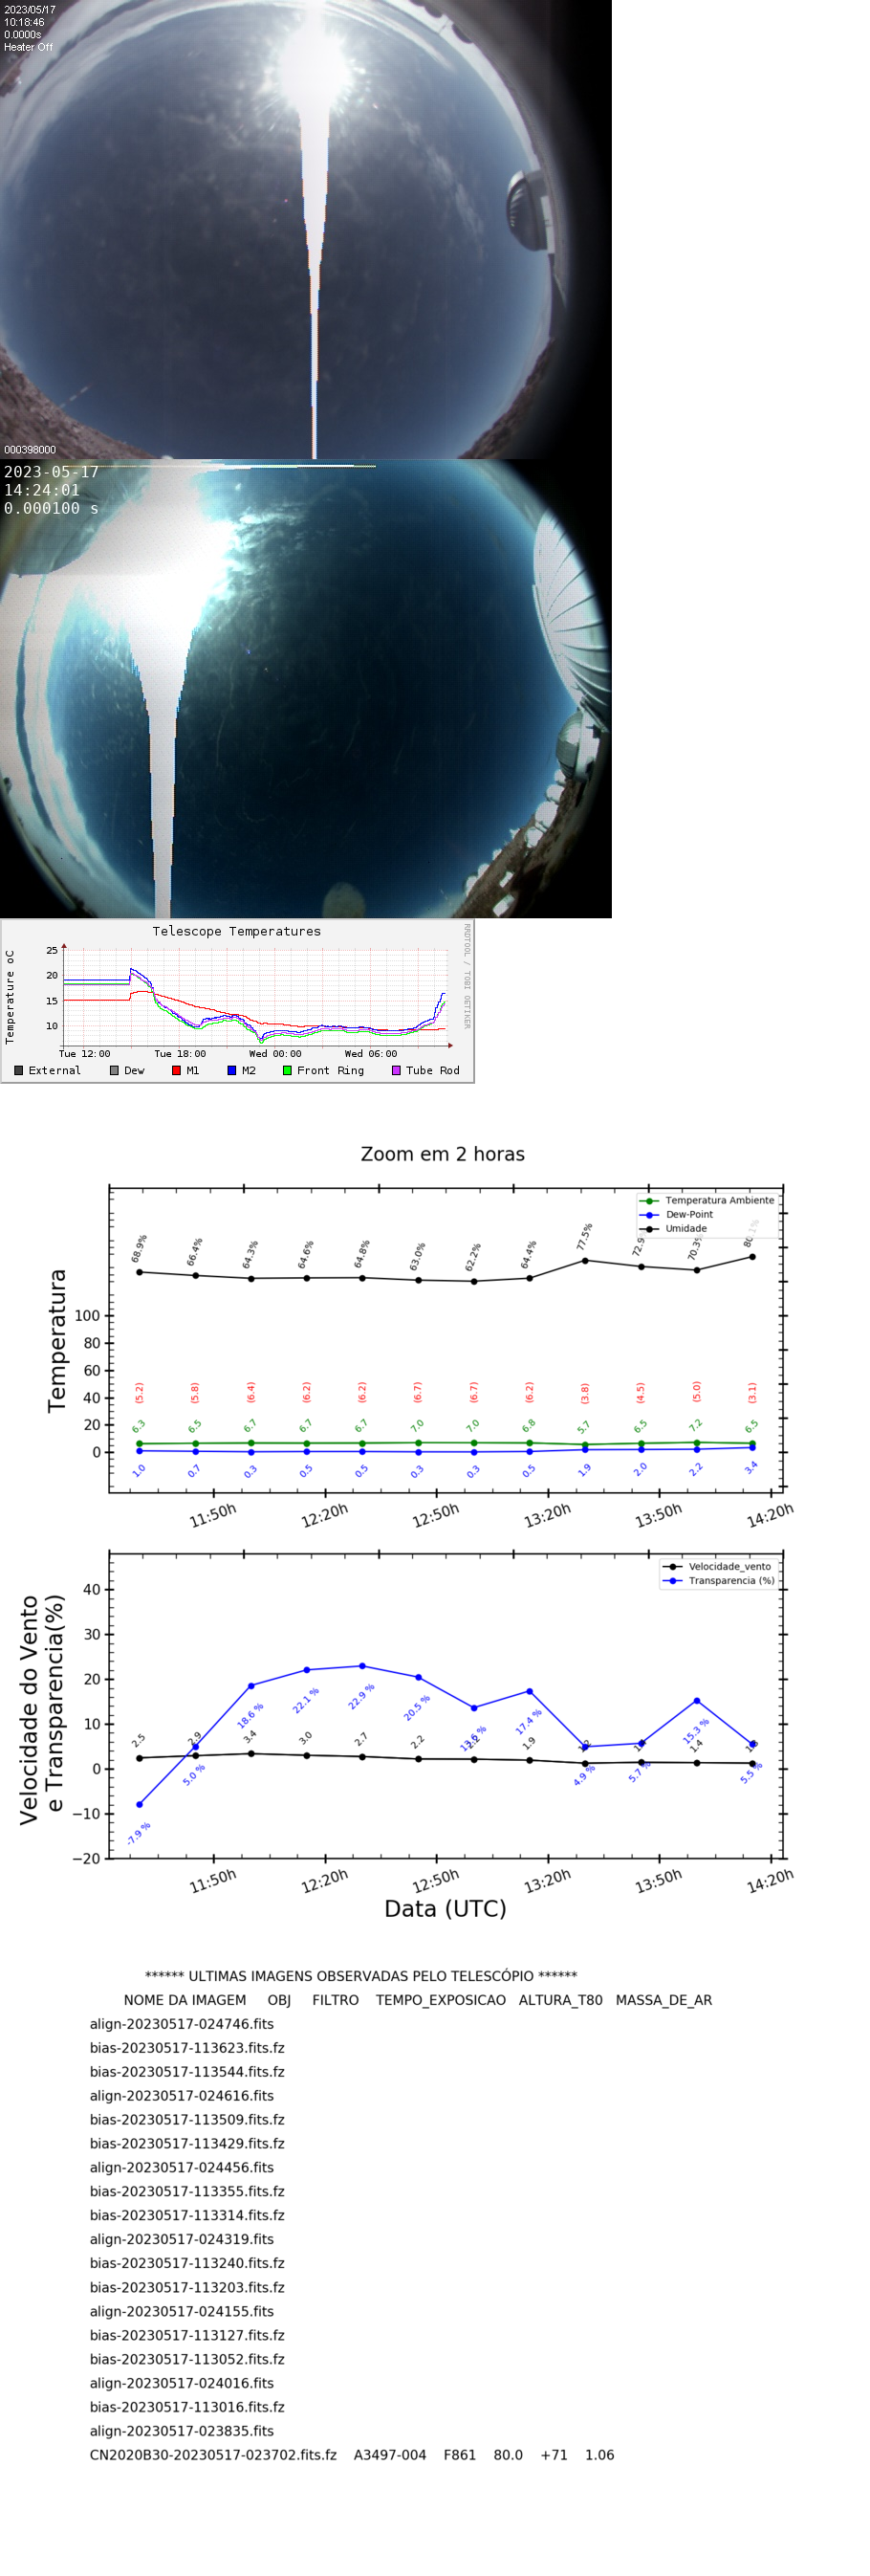 2023/05/17
10:18:46
0.0000s
Heater Off
000398000
2023-05-17
14:24:01
0.000100 s
Telescope Temperatures
RRDTOOL / TOBI OETIKER
Temperature oC
25
20
15
10
Tue 12:00 Tue 18:00 Wed 00:00 Wed 06:00
External Dew M1 M2 Front Ring Tube Rod
Zoom em 2 horas
Temperatura Ambiente
Dew-Point
Umidade
68.9% 66.4% 64.3% 64.6% 64.8% 63.0% 62.2% 64.4% 77.5% 70.3%
Temperatura
100
80
60
40
20
0
(5.2) (5.8) (6.4) (6.2) (6.2) (6.7) (6.7) (6.2) (3.8) (4.5) (5.0) (3.1)
6.3 6.5 6.7 6.7 6.7 7.0 7.0 6.8 5.7 6.5 7.2 6.5
1.0 0.7 0.3 0.5 0.5 0.3 0.3 0.5 1.9 2.0 2.2 3.4
11:50h 12:20h 12:50h 13:20h 13:50h 14:20h
Velocidade_vento
Transparencia (%)
Velocidade do Vento
e Transparencia(%)
40
30
20
10
0
−10
−20
2.5 2.9 3.4 3.0 2.7 2.2 1.9 1.4
-7.9 % 5.0 % 18.6 % 22.1 % 22.9 % 20.5 % 17.4 % 4.9 % 5.7 % 15.3 % 5.5 %
11:50h 12:20h 12:50h 13:20h 13:50h 14:20h
Data (UTC)
****** ULTIMAS IMAGENS OBSERVADAS PELO TELESCÓPIO ******
NOME DA IMAGEM OBJ FILTRO TEMPO_EXPOSICAO ALTURA_T80 MASSA_DE_AR
align-20230517-024746.fits
bias-20230517-113623.fits.fz
bias-20230517-113544.fits.fz
align-20230517-024616.fits
bias-20230517-113509.fits.fz
bias-20230517-113429.fits.fz
align-20230517-024456.fits
bias-20230517-113355.fits.fz
bias-20230517-113314.fits.fz
align-20230517-024319.fits
bias-20230517-113240.fits.fz
bias-20230517-113203.fits.fz
align-20230517-024155.fits
bias-20230517-113127.fits.fz
bias-20230517-113052.fits.fz
align-20230517-024016.fits
bias-20230517-113016.fits.fz
align-20230517-023835.fits
CN2020B30-20230517-023702.fits.fz A3497-004 F861 80.0 +71 1.06